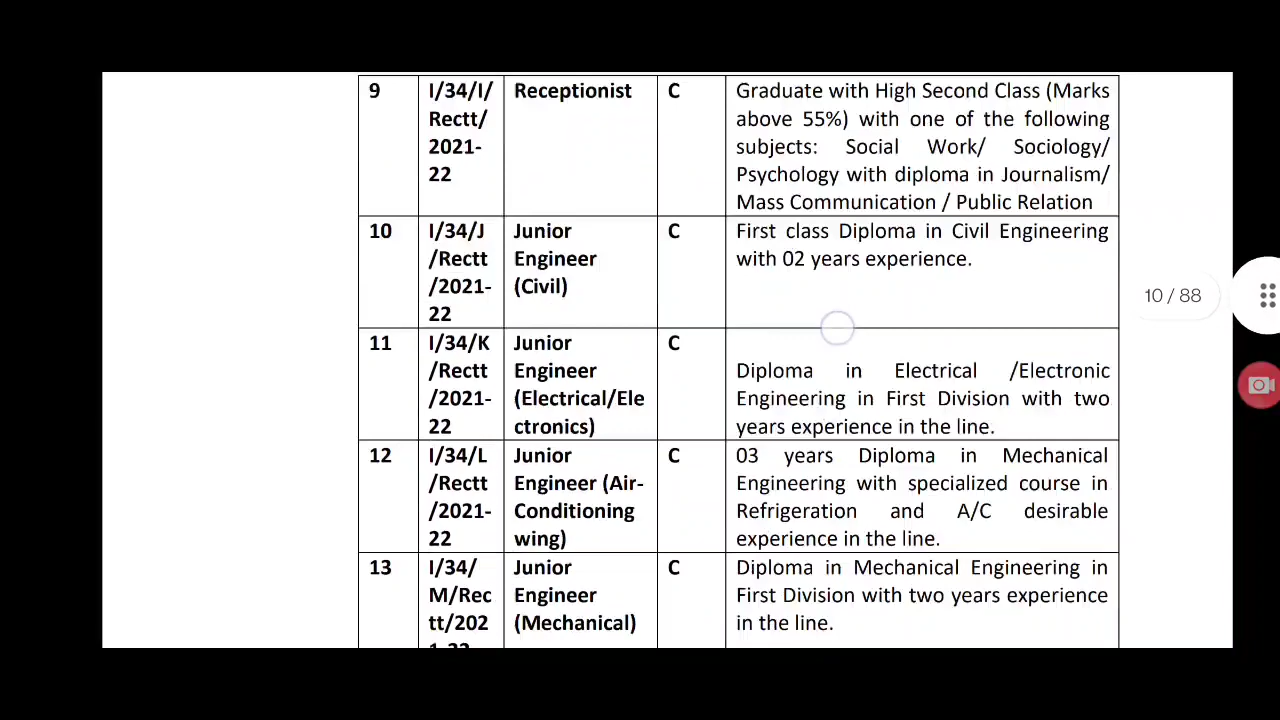 9 I/34/I/ Receptionist C Graduate with High Second Class (Marks
Rectt/ above 55%) with one of the following
2021- subjects: Social Work/ Sociology/
22 Psychology with diploma in Journalism/
Mass Communication / Public Relation
10 I/34/J Junior C First class Diploma in Civil Engineering
/Rectt Engineer with 02 years experience.
/2021- (Civil)
22
11 I/34/K Junior C
/Rectt Engineer Diploma in Electrical /Electronic
/2021- (Electrical/Ele Engineering in First Division with two
22 ctronics) years experience in the line.
12 I/34/L Junior C 03 years Diploma in Mechanical
/Rectt Engineer (Air- Engineering with specialized course in
/2021- Conditioning Refrigeration and A/C desirable
22 wing) experience in the line.
13 I/34/ Junior C Diploma in Mechanical Engineering in
M/Rec Engineer First Division with two years experience
tt/202 (Mechanical) in the line.
10 / 88